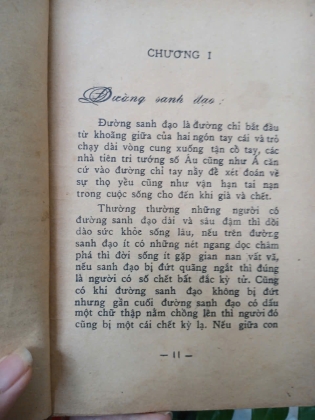 CHƯƠNG I
Đường sanh đạo :
Đường sanh đạo là đường chỉ bắt đầu
từ khoãng giữa của hai ngón tay cái và trỏ
chạy dài vòng cung xuống tận cồ tay, các
nhà tiên tri tướng số Âu cũng như Á căn
cứ vào đường chỉ tay nầy đề xét đoán về
sự thọ yều cũng như vận hạn tai nạn
trong cuộc sống cho đến khi già và chết.
Thường thường những người có
đường sanh đạo dài và sâu đậm thì dồi
dào sức khỏe sống lâu, nếu trên đường
sanh đạo ít có những nét ngang dọc chàm
phá thì đời sống ít gặp gian nan vất vã,
nếu sanh đạo bị đứt quãng ngắt thì đúng
là người có số chết bất đắc kỳ tử. Cũng
có khi đường sanh đạo không bị đứt
nhưng gần cuối đường sanh đạo có dấu
một chữ thập nằm chồng lên thì người đó
cũng bị một cái chết kỳ lạ. Nếu giữa con
— 11 —